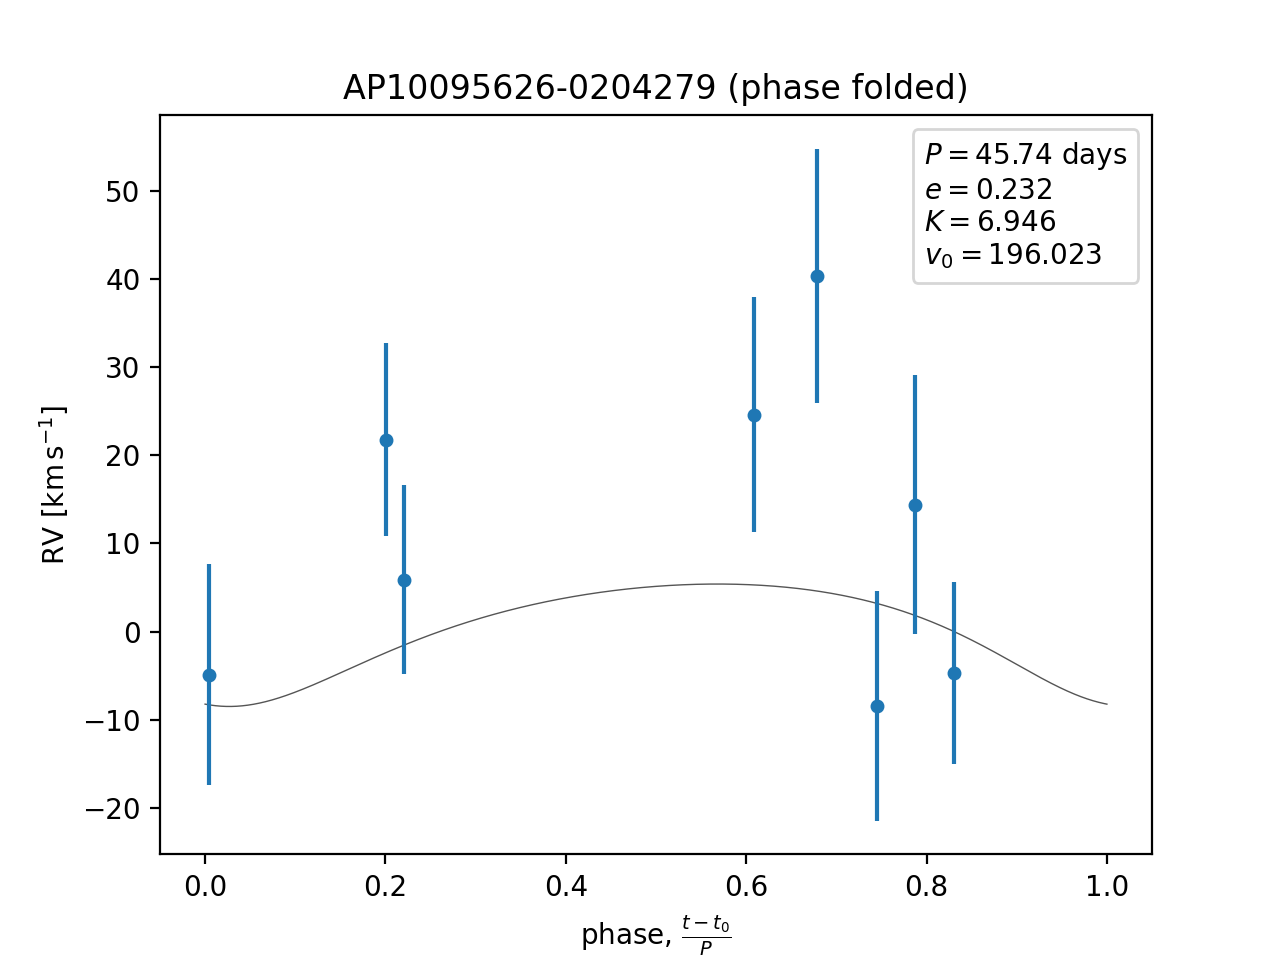 AP10095626-0204279 (phase folded)
P = 45.74 days
e = 0.232
K = 6.946
v₀ = 196.023
50
40
30
20
10
0
−10
−20
RV [km s⁻¹]
0.0 0.2 0.4 0.6 0.8 1.0
phase, (t − t₀)/P